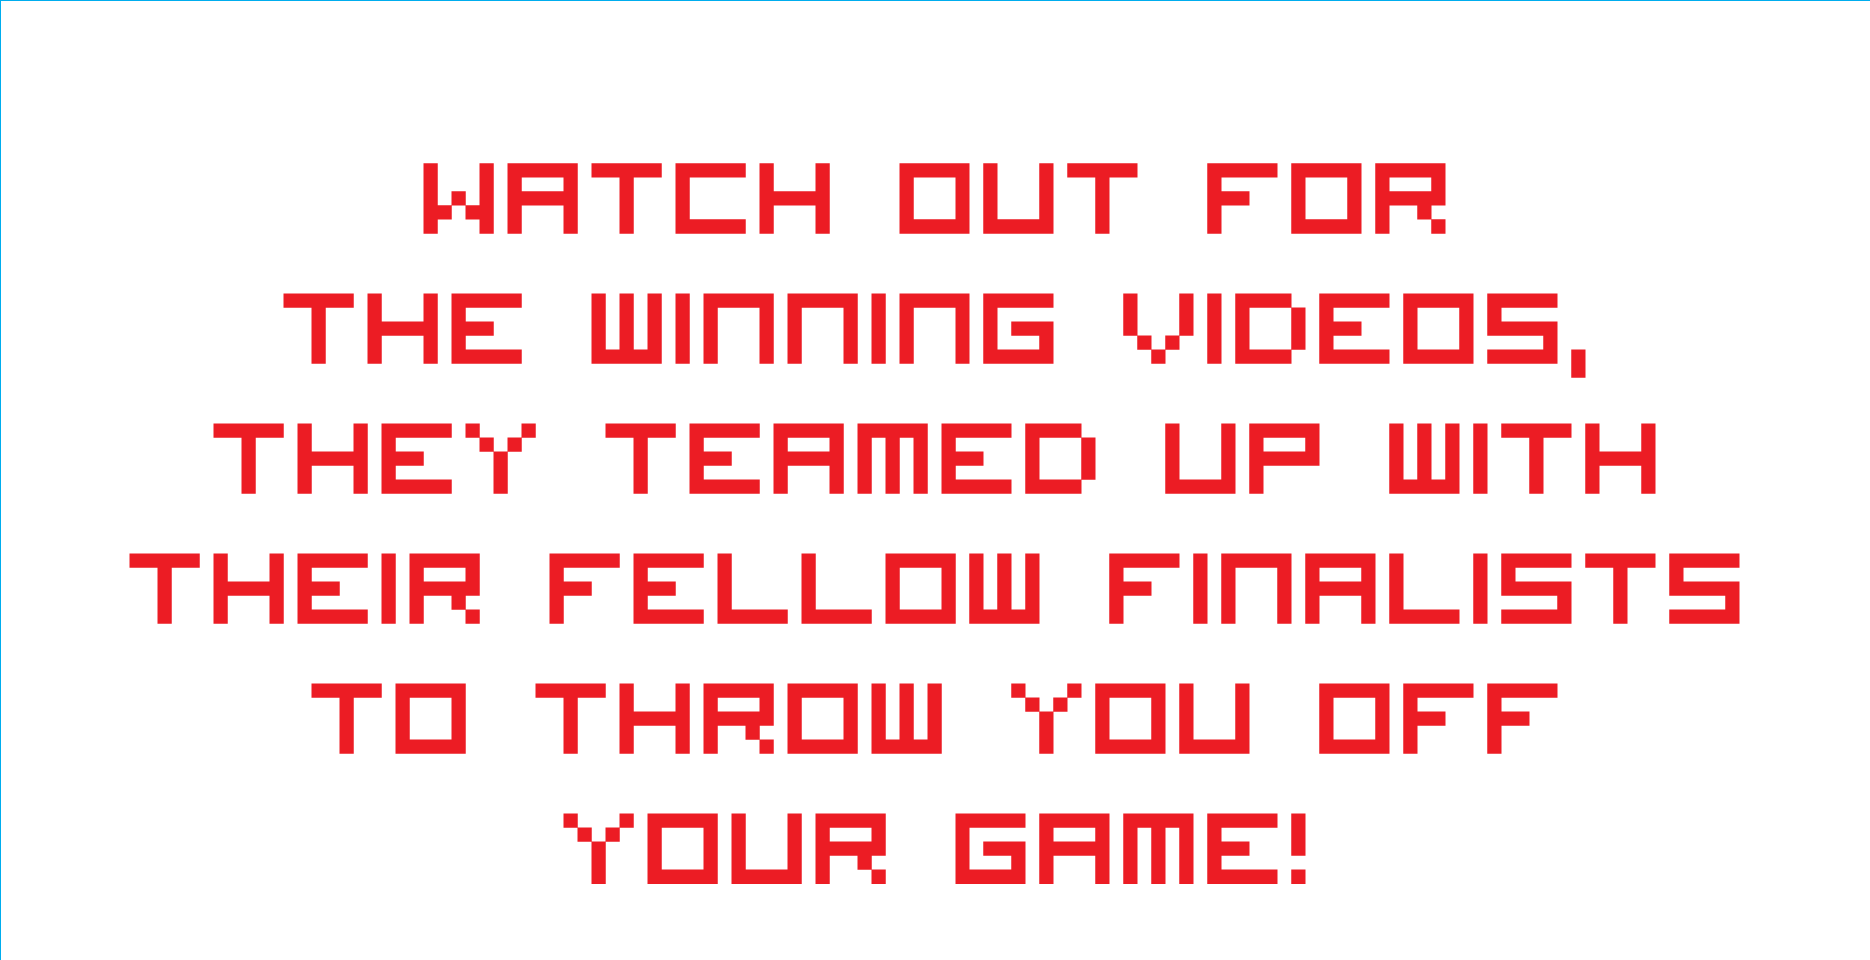 WATCH OUT FOR
THE WINNING VIDEOS,
THEY TEAMED UP WITH
THEIR FELLOW FINALISTS
TO THROW YOU OFF
YOUR GAME!